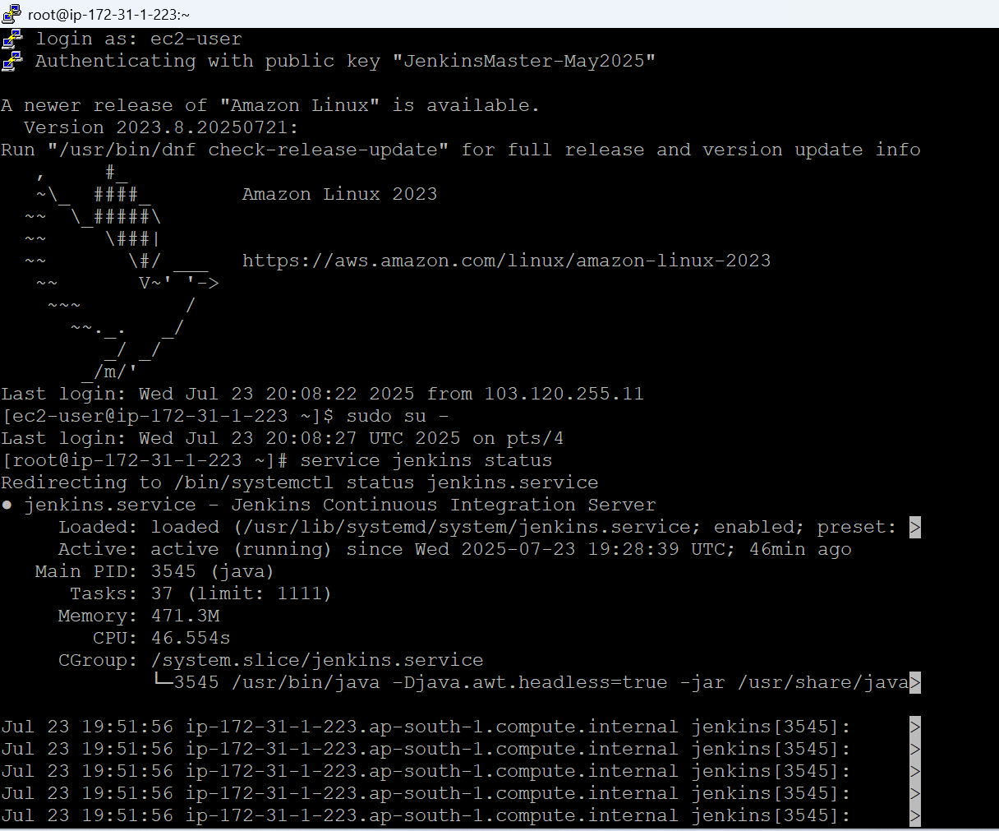 root@ip-172-31-1-223:~
login as: ec2-user
Authenticating with public key "JenkinsMaster-May2025"

A newer release of "Amazon Linux" is available.
  Version 2023.8.20250721:
Run "/usr/bin/dnf check-release-update" for full release and version update info
   ,     #_
   ~\_  ####_        Amazon Linux 2023
  ~~  \_#####\
  ~~     \###|
  ~~       \#/ ___   https://aws.amazon.com/linux/amazon-linux-2023
   ~~       V~' '->
    ~~~         /
      ~~._.   _/
         _/ _/
       _/m/'
Last login: Wed Jul 23 20:08:22 2025 from 103.120.255.11
[ec2-user@ip-172-31-1-223 ~]$ sudo su -
Last login: Wed Jul 23 20:08:27 UTC 2025 on pts/4
[root@ip-172-31-1-223 ~]# service jenkins status
Redirecting to /bin/systemctl status jenkins.service
● jenkins.service - Jenkins Continuous Integration Server
     Loaded: loaded (/usr/lib/systemd/system/jenkins.service; enabled; preset: >
     Active: active (running) since Wed 2025-07-23 19:28:39 UTC; 46min ago
   Main PID: 3545 (java)
      Tasks: 37 (limit: 1111)
     Memory: 471.3M
        CPU: 46.554s
     CGroup: /system.slice/jenkins.service
             └─3545 /usr/bin/java -Djava.awt.headless=true -jar /usr/share/java>

Jul 23 19:51:56 ip-172-31-1-223.ap-south-1.compute.internal jenkins[3545]:     >
Jul 23 19:51:56 ip-172-31-1-223.ap-south-1.compute.internal jenkins[3545]:     >
Jul 23 19:51:56 ip-172-31-1-223.ap-south-1.compute.internal jenkins[3545]:     >
Jul 23 19:51:56 ip-172-31-1-223.ap-south-1.compute.internal jenkins[3545]:     >
Jul 23 19:51:56 ip-172-31-1-223.ap-south-1.compute.internal jenkins[3545]:     >